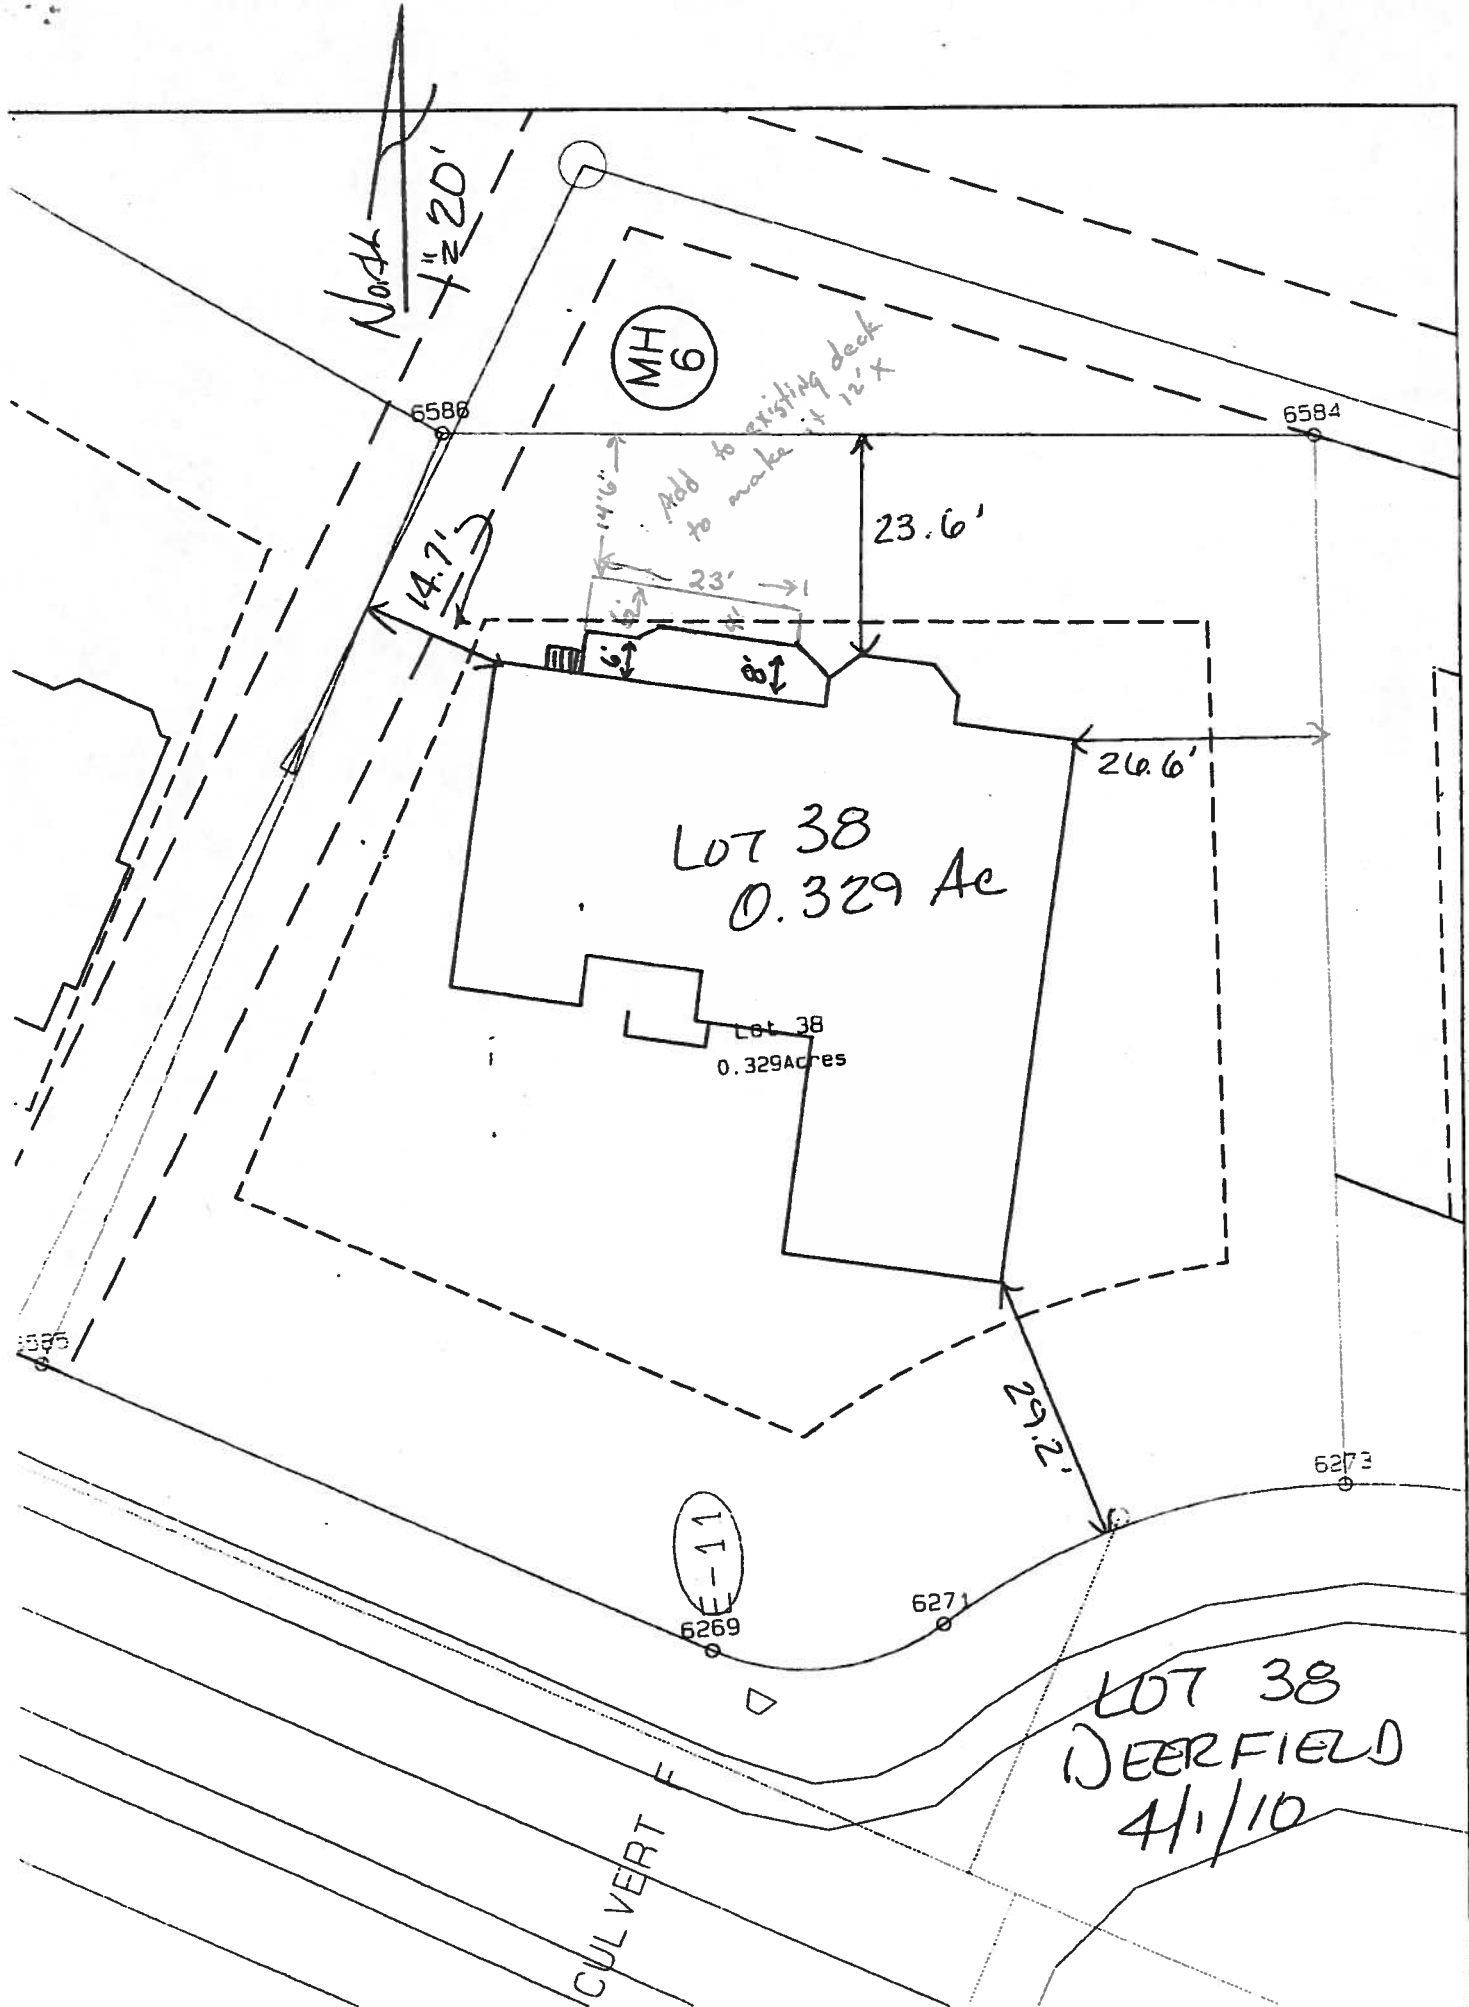 North
1"=20'
MH
6
Add to existing deck
to make it 12' X
6586
6584
14'6"
23.6'
14.7'
23'
6'
8'
26.6'
LOT 38
0.329 Ac
Lot 38
0.329Acres
29.2'
6273
-11
6271
6269
LOT 38
DEERFIELD
4/1/10
CULVERT